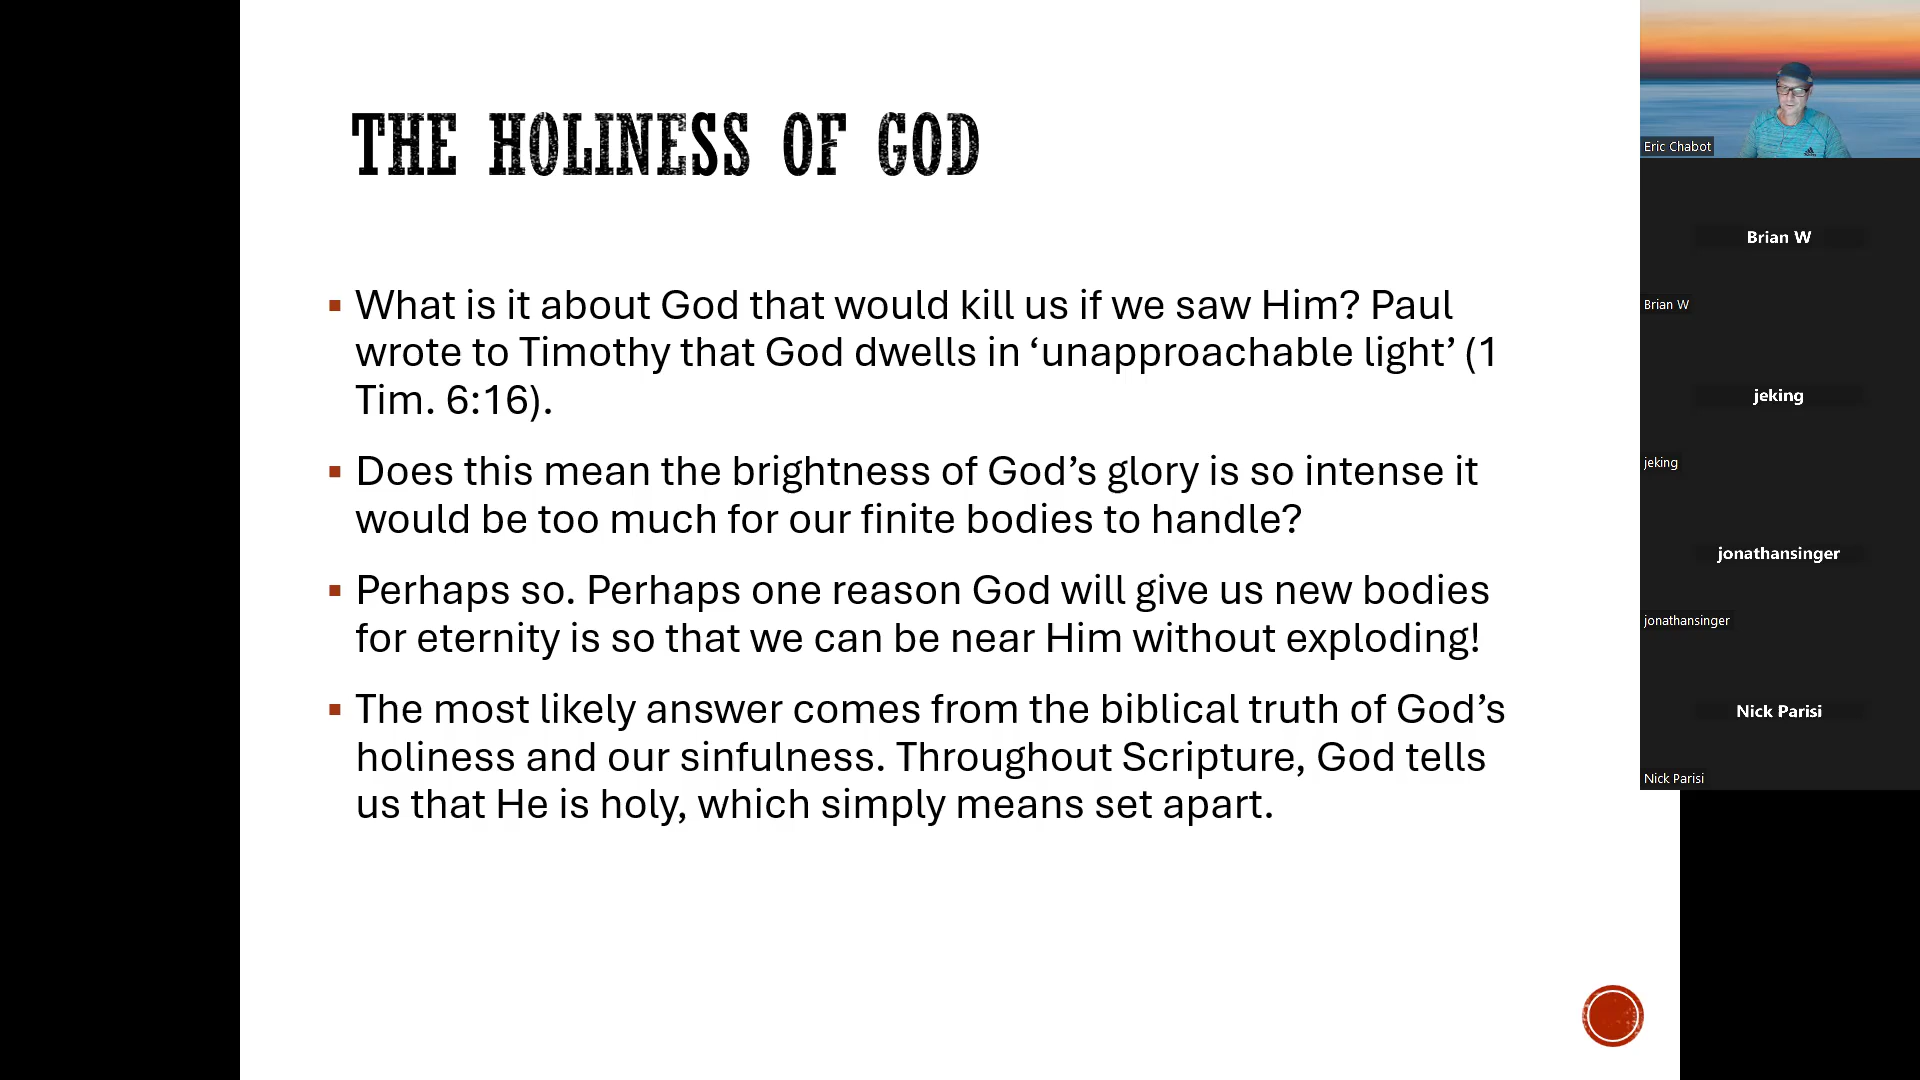 THE HOLINESS OF GOD
What is it about God that would kill us if we saw Him? Paul
wrote to Timothy that God dwells in ‘unapproachable light’ (1
Tim. 6:16).
Does this mean the brightness of God’s glory is so intense it
would be too much for our finite bodies to handle?
Perhaps so. Perhaps one reason God will give us new bodies
for eternity is so that we can be near Him without exploding!
The most likely answer comes from the biblical truth of God’s
holiness and our sinfulness. Throughout Scripture, God tells
us that He is holy, which simply means set apart.
Eric Chabot
Brian W
Brian W
jeking
jeking
jonathansinger
jonathansinger
Nick Parisi
Nick Parisi